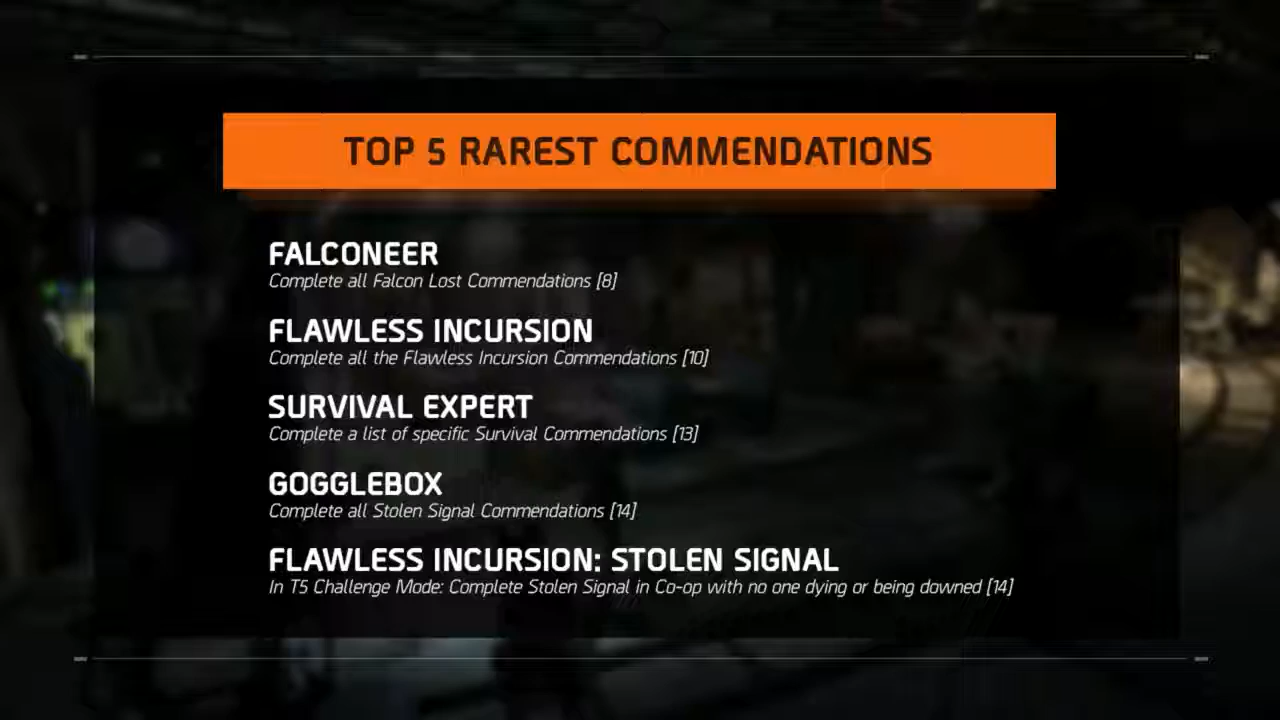 TOP 5 RAREST COMMENDATIONS
FALCONEER
Complete all Falcon Lost Commendations [8]
FLAWLESS INCURSION
Complete all the Flawless Incursion Commendations [10]
SURVIVAL EXPERT
Complete a list of specific Survival Commendations [13]
GOGGLEBOX
Complete all Stolen Signal Commendations [14]
FLAWLESS INCURSION: STOLEN SIGNAL
In T5 Challenge Mode: Complete Stolen Signal in Co-op with no one dying or being downed [14]